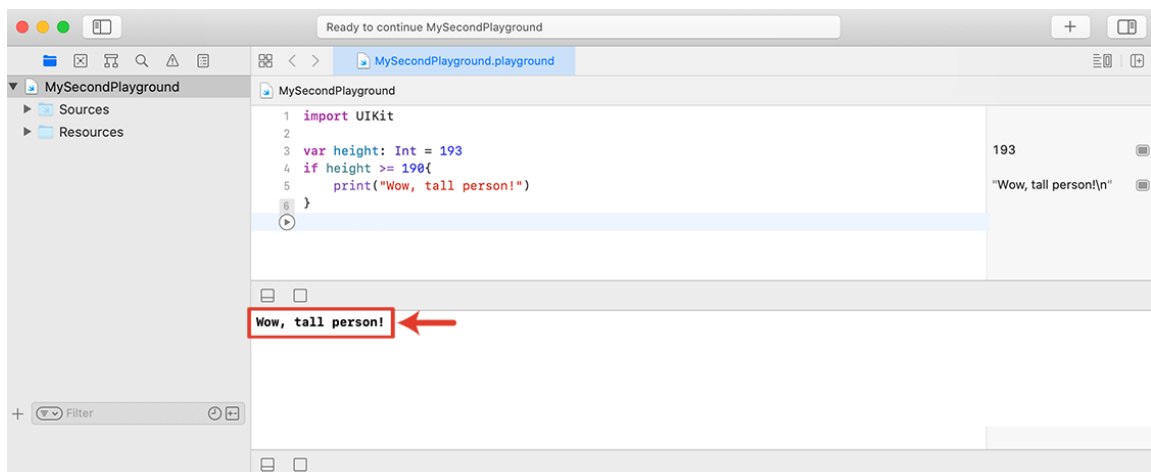 Ready to continue MySecondPlayground
MySecondPlayground.playground
MySecondPlayground
Sources
Resources
Filter
MySecondPlayground
1 import UIKit
2
3 var height: Int = 193
4 if height >= 190{
5     print("Wow, tall person!")
6 }
193
"Wow, tall person!\n"
Wow, tall person!